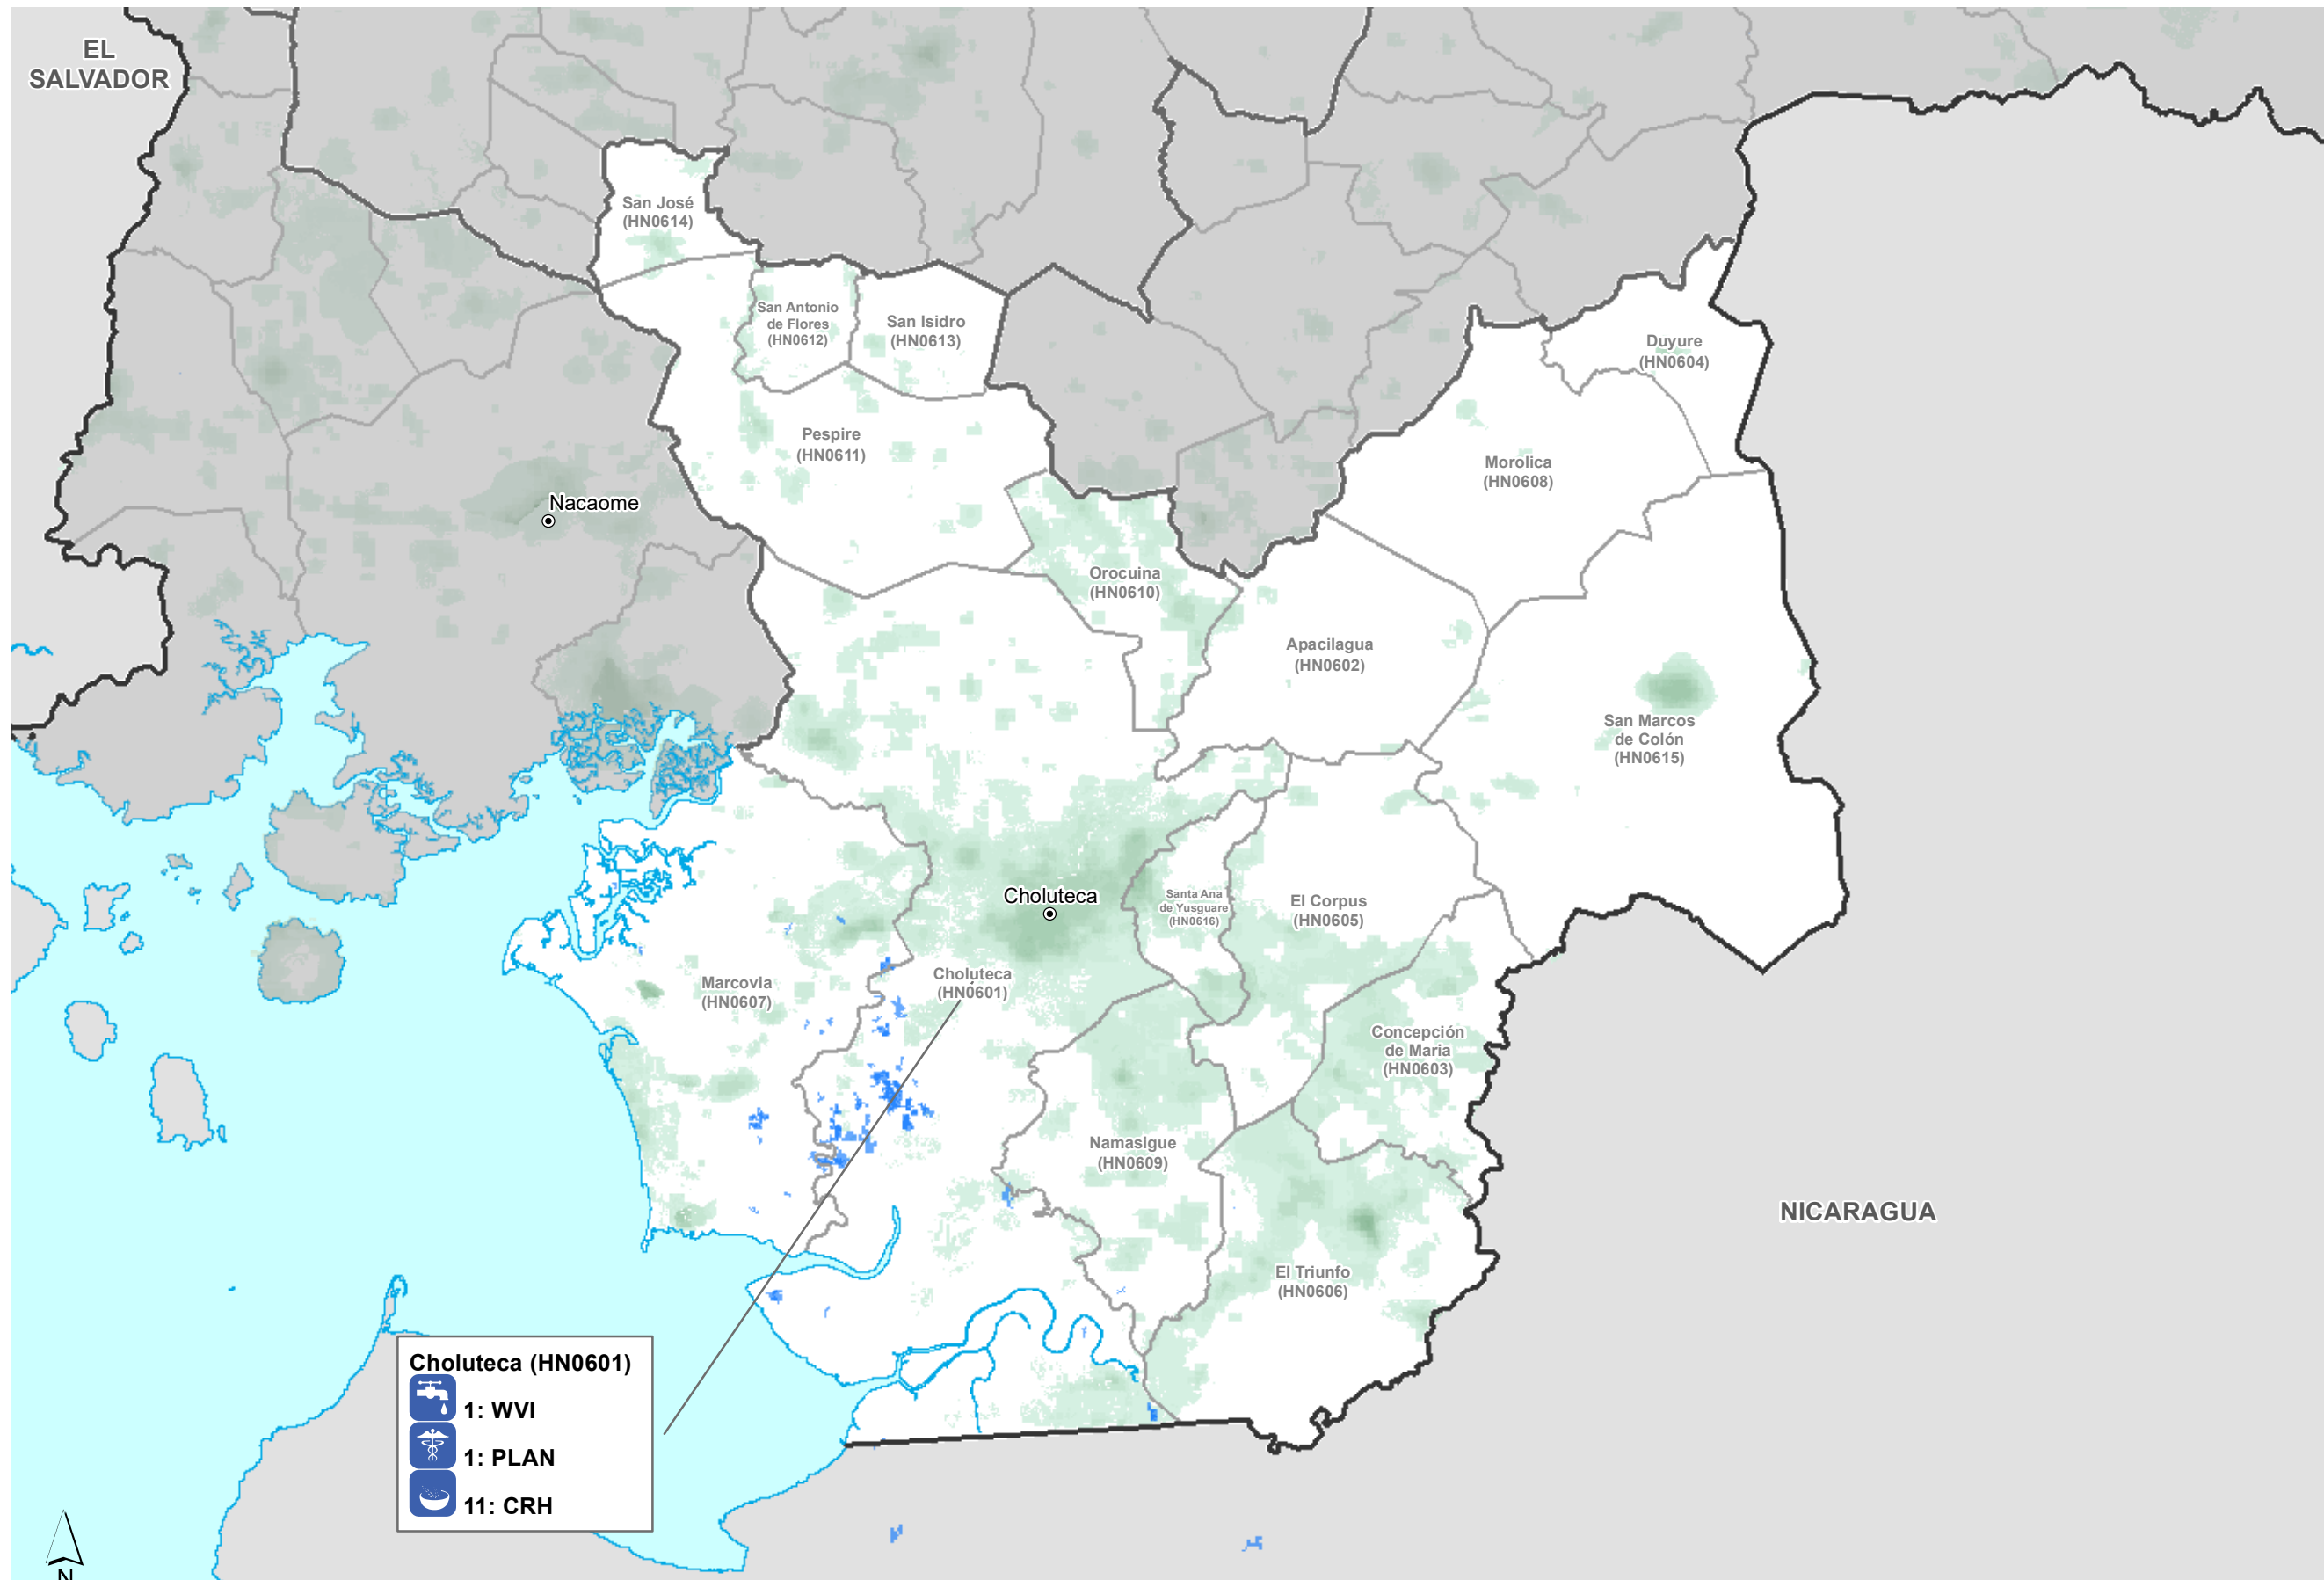 EL
SALVADOR
San José
(HN0614)
San Antonio
de Flores
(HN0612)
San Isidro
(HN0613)
Duyure
(HN0604)
Pespire
(HN0611)
Morolica
(HN0608)
Nacaome
Orocuina
(HN0610)
Apacilagua
(HN0602)
San Marcos
de Colón
(HN0615)
Choluteca
Santa Ana
de Yusguare
(HN0616)
El Corpus
(HN0605)
Marcovia
(HN0607)
Choluteca
(HN0601)
Concepción
de Maria
(HN0603)
Namasigue
(HN0609)
NICARAGUA
El Triunfo
(HN0606)
Choluteca (HN0601)
1: WVI
1: PLAN
11: CRH
N